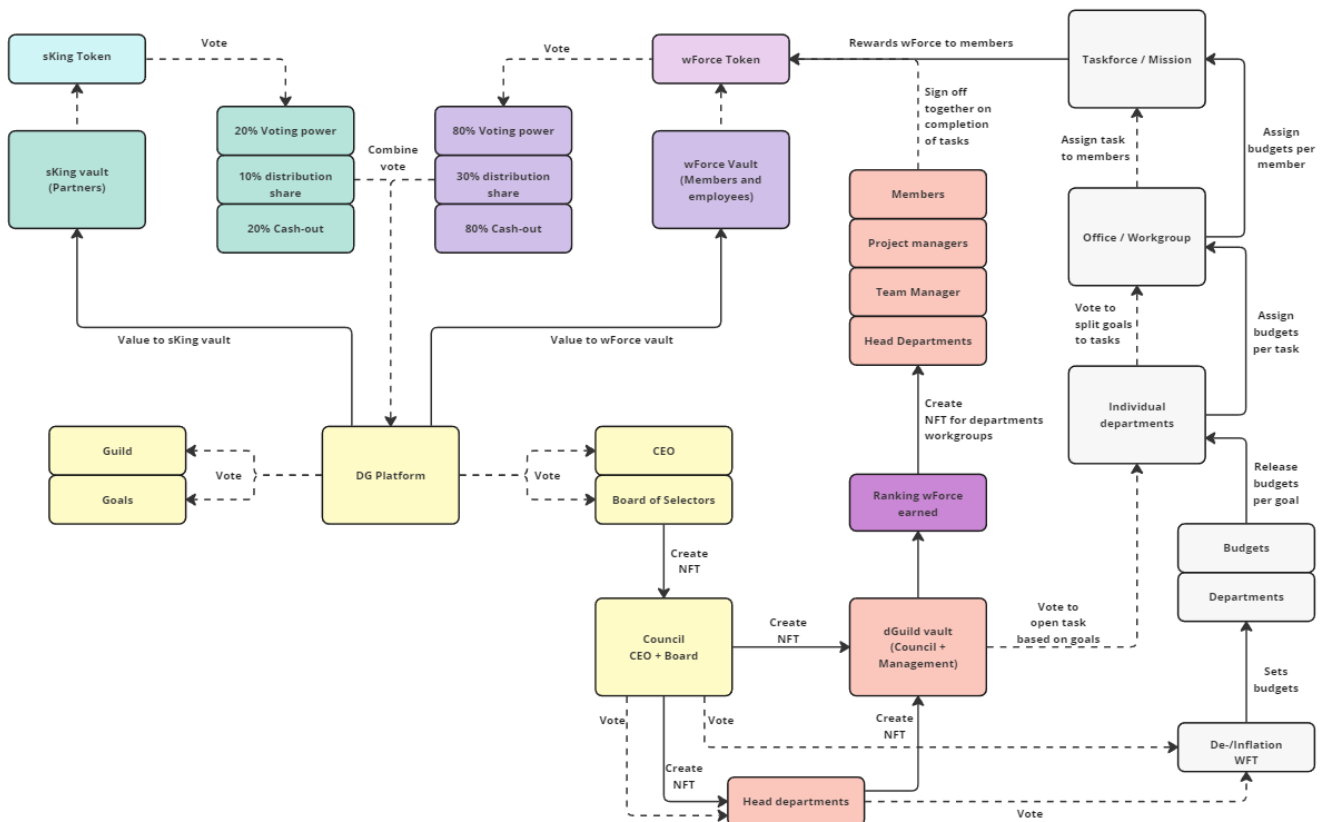 sKing Token
Vote
Vote
wForce Token
Rewards wForce to members
Taskforce / Mission
Sign off
together on
completion
of tasks
20% Voting power
10% distribution
share
20% Cash-out
Combine
vote
80% Voting power
30% distribution
share
80% Cash-out
sKing vault
(Partners)
wForce Vault
(Members and
employees)
Assign task
to members
Assign
budgets per
member
Members
Project managers
Team Manager
Head Departments
Office / Workgroup
Value to sKing vault
Value to wForce vault
Vote to
split goals
to tasks
Assign
budgets
per task
Create
NFT for departments
workgroups
Individual
departments
Guild
Goals
Vote
DG Platform
Vote
CEO
Board of Selectors
Ranking wForce
earned
Release
budgets
per goal
Budgets
Departments
Create
NFT
Council
CEO + Board
Create
NFT
dGuild vault
(Council +
Management)
Vote to
open task
based on goals
Sets
budgets
Vote
Vote
Create
NFT
De-/Inflation
WFT
Create
NFT
Head departments
Vote